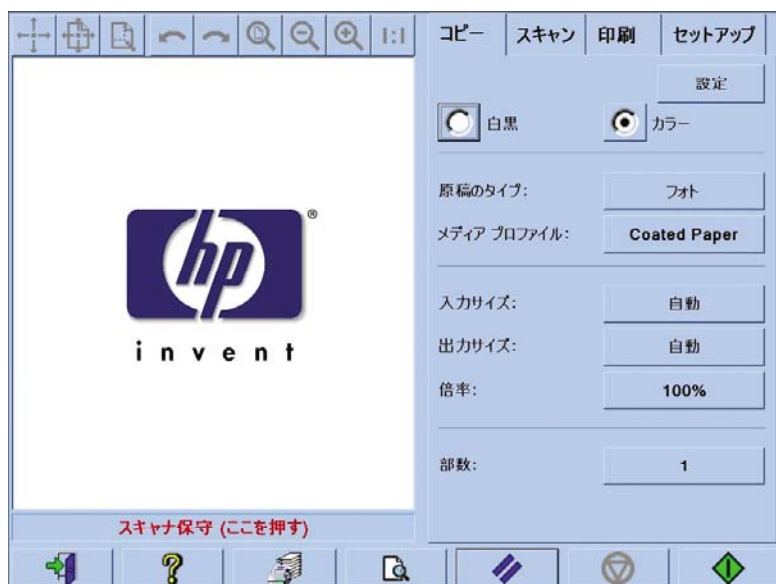 1:1
コピー
スキャン
印刷
セットアップ
設定
白黒
カラー
原稿のタイプ:
フォト
メディア プロファイル:
Coated Paper
入力サイズ:
自動
出力サイズ:
自動
倍率:
100%
部数:
1
hp
®
invent
スキャナ保守 (ここを押す)